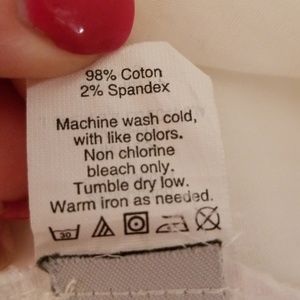 98% Coton
2% Spandex
Machine wash cold,
with like colors.
Non chlorine
bleach only.
Tumble dry low.
Warm iron as needed.
30